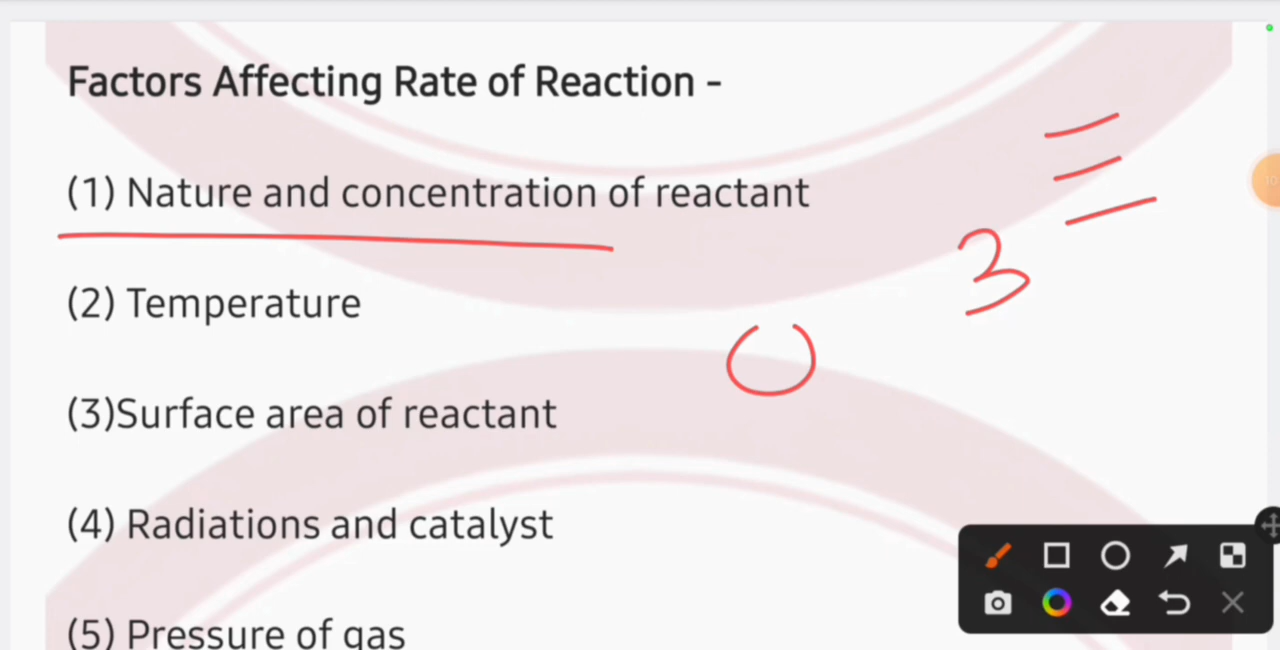 Factors Affecting Rate of Reaction -
(1) Nature and concentration of reactant
(2) Temperature
3
(3)Surface area of reactant
(4) Radiations and catalyst
(5) Pressure of gas